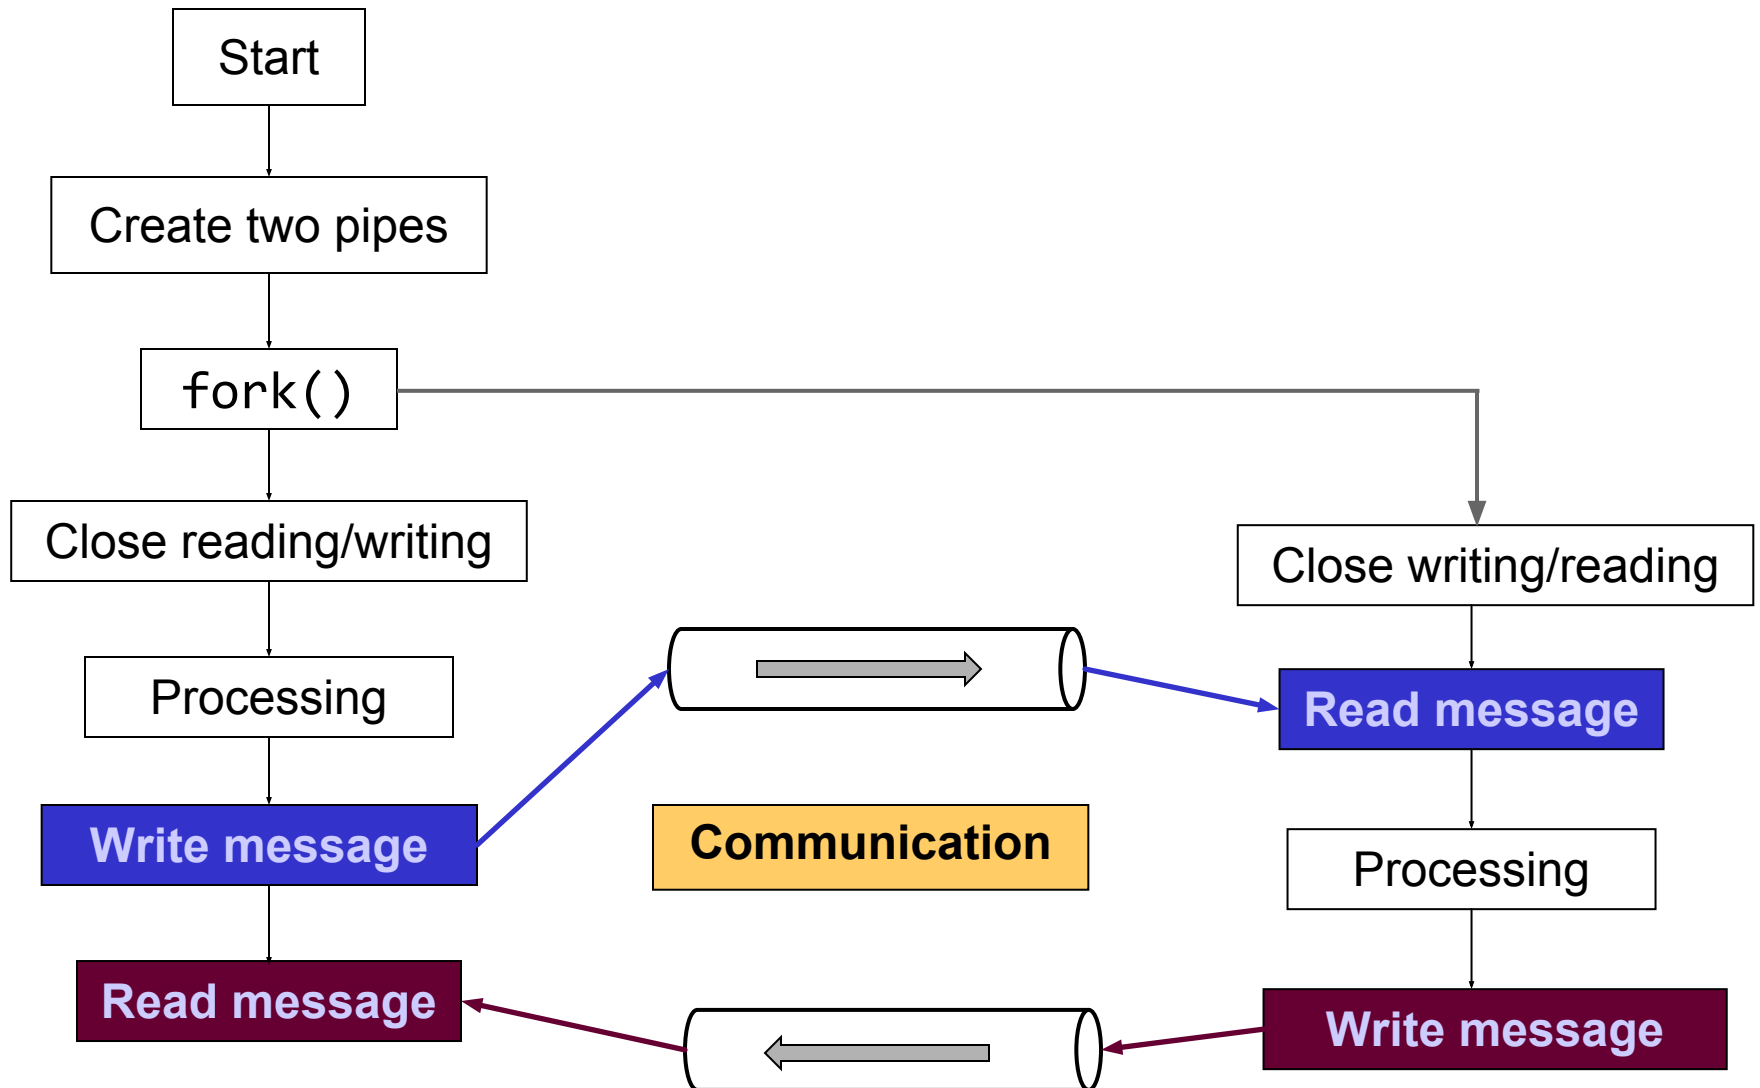 Start
Create two pipes
fork()
Close reading/writing
Close writing/reading
Processing
Read message
Write message
Communication
Processing
Read message
Write message